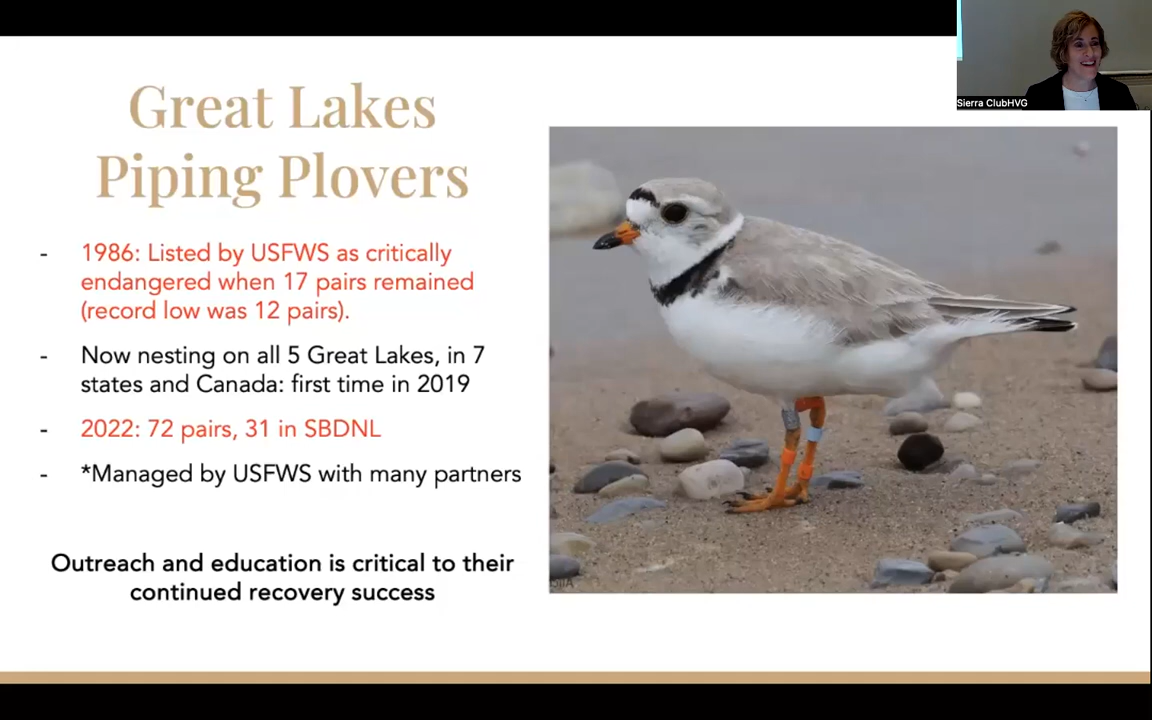 Sierra ClubHVG
Great Lakes
Piping Plovers
- 1986: Listed by USFWS as critically
endangered when 17 pairs remained
(record low was 12 pairs).
- Now nesting on all 5 Great Lakes, in 7
states and Canada: first time in 2019
- 2022: 72 pairs, 31 in SBDNL
- *Managed by USFWS with many partners
Outreach and education is critical to their
continued recovery success